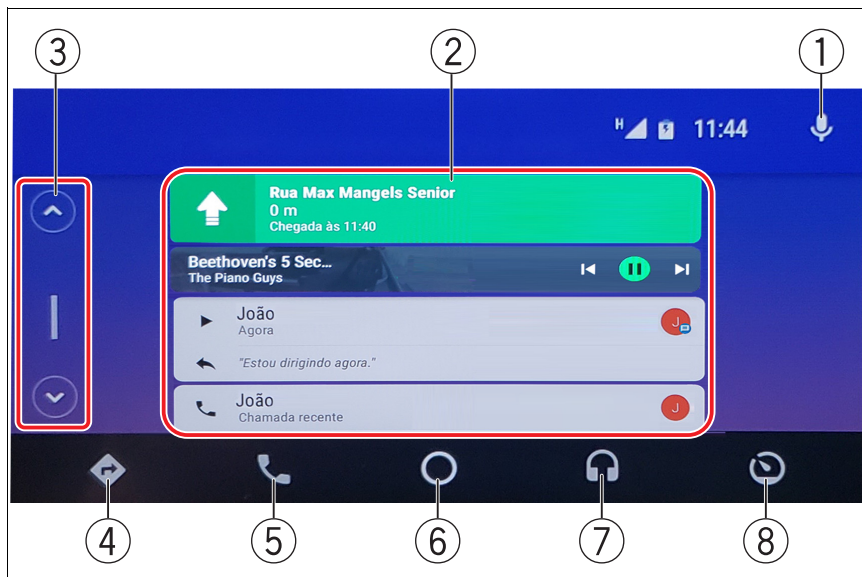 3
2
1
H
11:44
Rua Max Mangels Senior
0 m
Chegada às 11:40
Beethoven's 5 Sec...
The Piano Guys
João
Agora
J
"Estou dirigindo agora."
João
Chamada recente
J
4
5
6
7
8